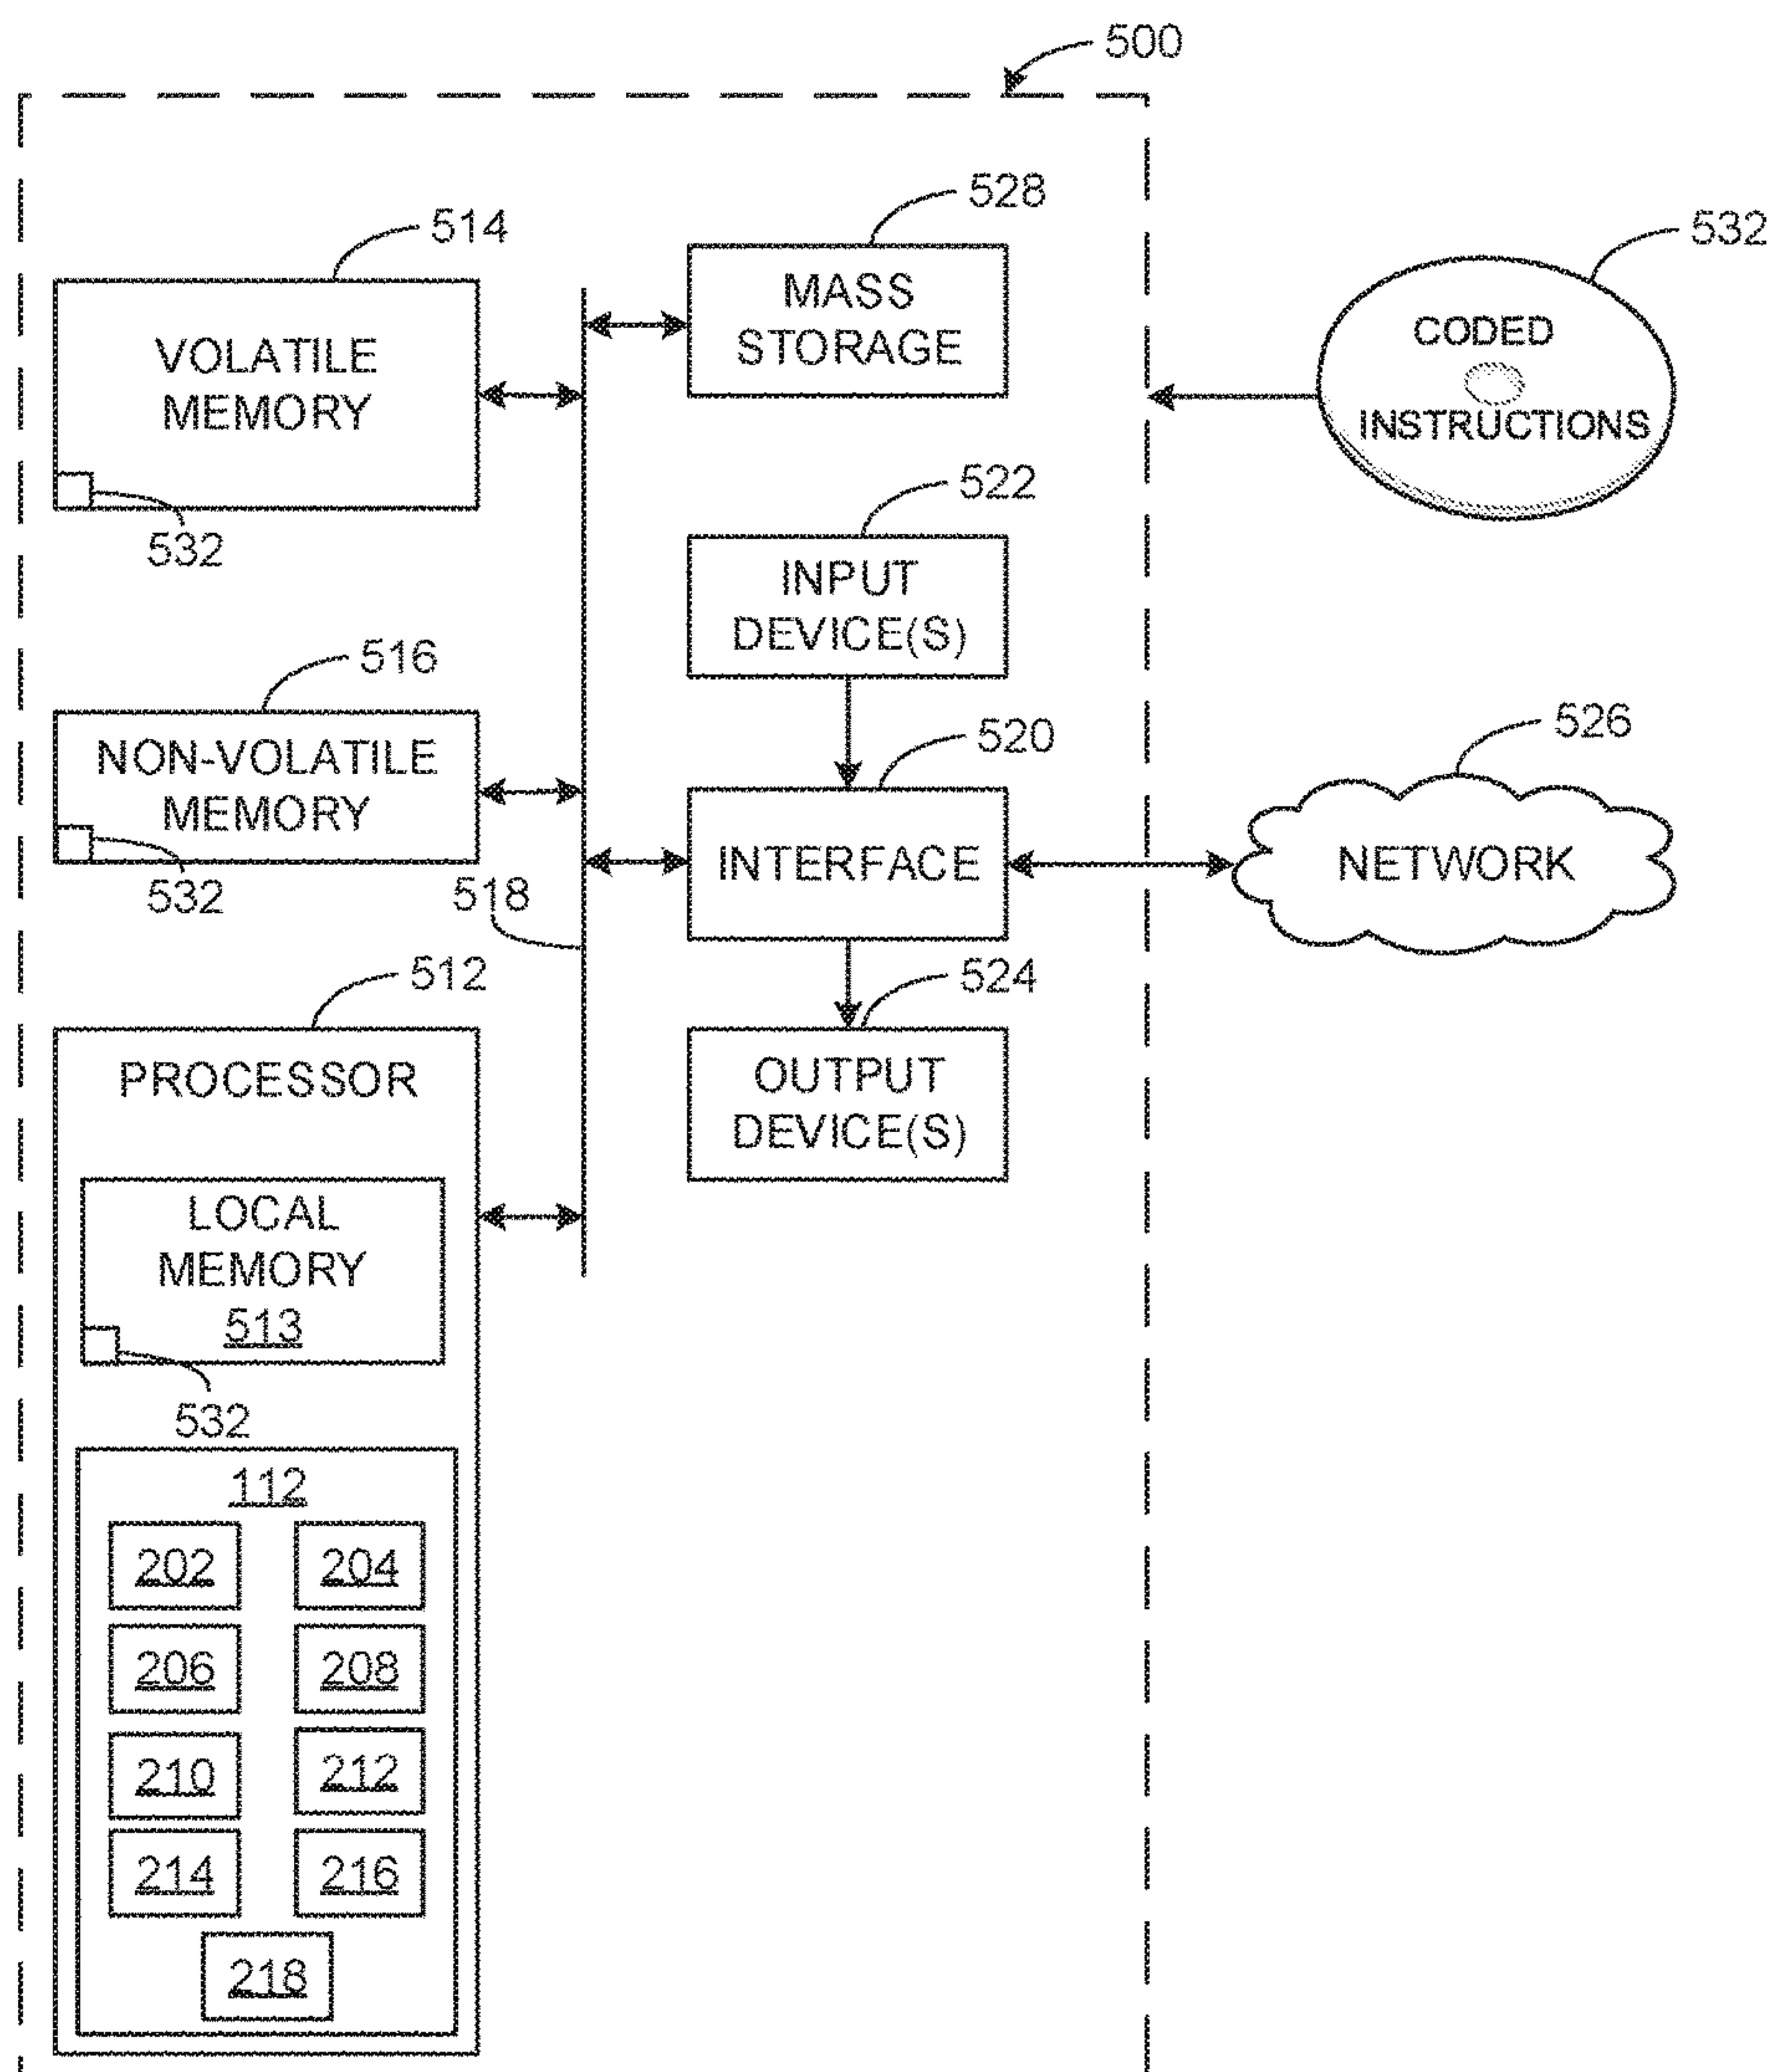 500
528
514
532
MASS
STORAGE
VOLATILE
MEMORY
CODED
INSTRUCTIONS
522
532
INPUT
DEVICE(S)
516
526
520
NON-VOLATILE
MEMORY
INTERFACE
NETWORK
532
518
512
524
PROCESSOR
OUTPUT
DEVICE(S)
LOCAL
MEMORY
513
532
112
202 204
206 208
210 212
214 216
218